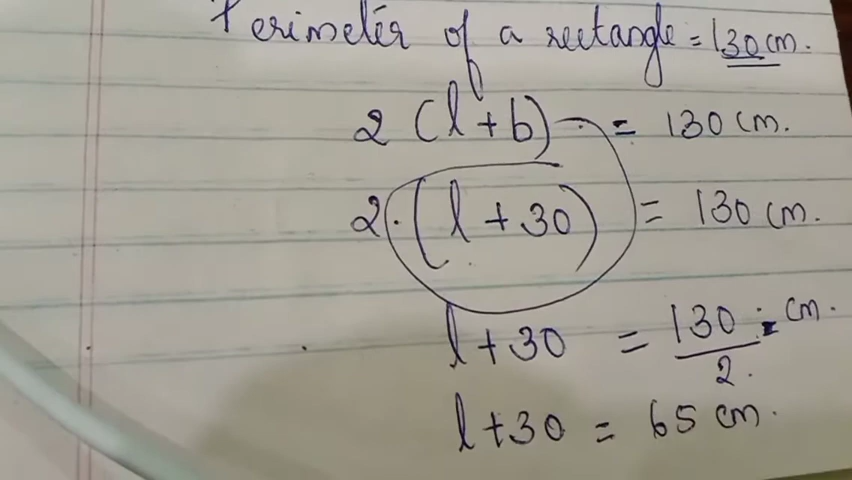 Perimeter of a rectangle = 130 cm.
2 (l + b) = 130 cm.
2 · (l + 30) = 130 cm.
l + 30 = 130/2 cm.
l + 30 = 65 cm.